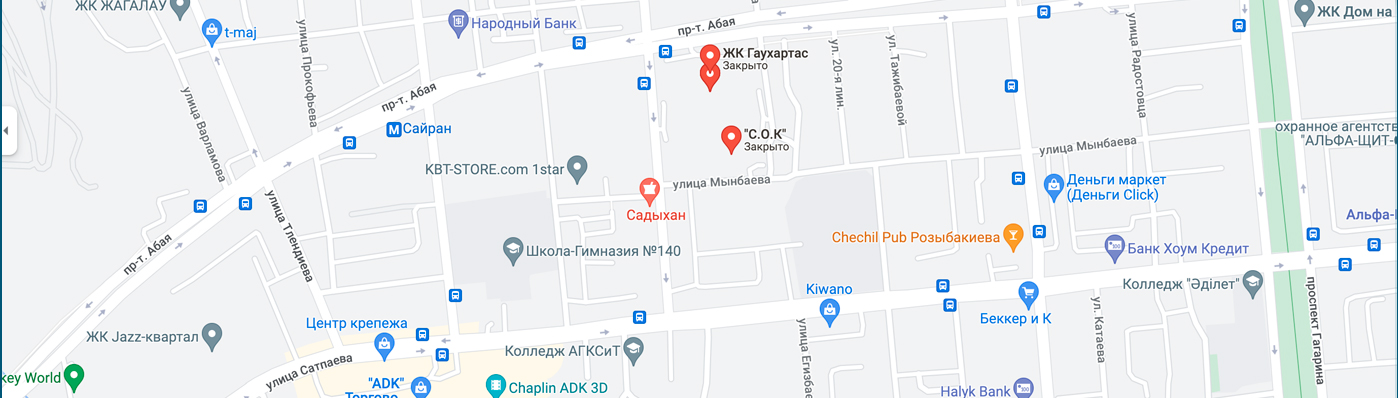 ЖК ЖАГАЛАУ
t-maj
Народный Банк
пр-т. Абая
ЖК Гаухартас
Закрыто
ЖК Дом на
улица Прокофьева
ул. 20-я лин.
ул. Тажибаевой
улица Радостовца
пр-т. Абая
улица Варламова
Сайран
"С.О.К"
Закрыто
охранное агентств
"АЛЬФА-ЩИТ-
улица Мынбаева
KBT-STORE.com 1star
улица Мынбаева
Деньги маркет
(Деньги Click)
Садыхан
Альфа-
улица Тлендиева
пр-т. Абая
Школа-Гимназия №140
Chechil Pub Розыбакиева
Банк Хоум Кредит
Колледж "Әділет"
Kiwano
Беккер и К
проспект Гагарина
Центр крепежа
ЖК Jazz-квартал
Колледж АГКСиТ
улица Егизбае
ул. Катаева
улица Сатпаева
key World
"ADK"
Торгово
Chaplin ADK 3D
Halyk Bank